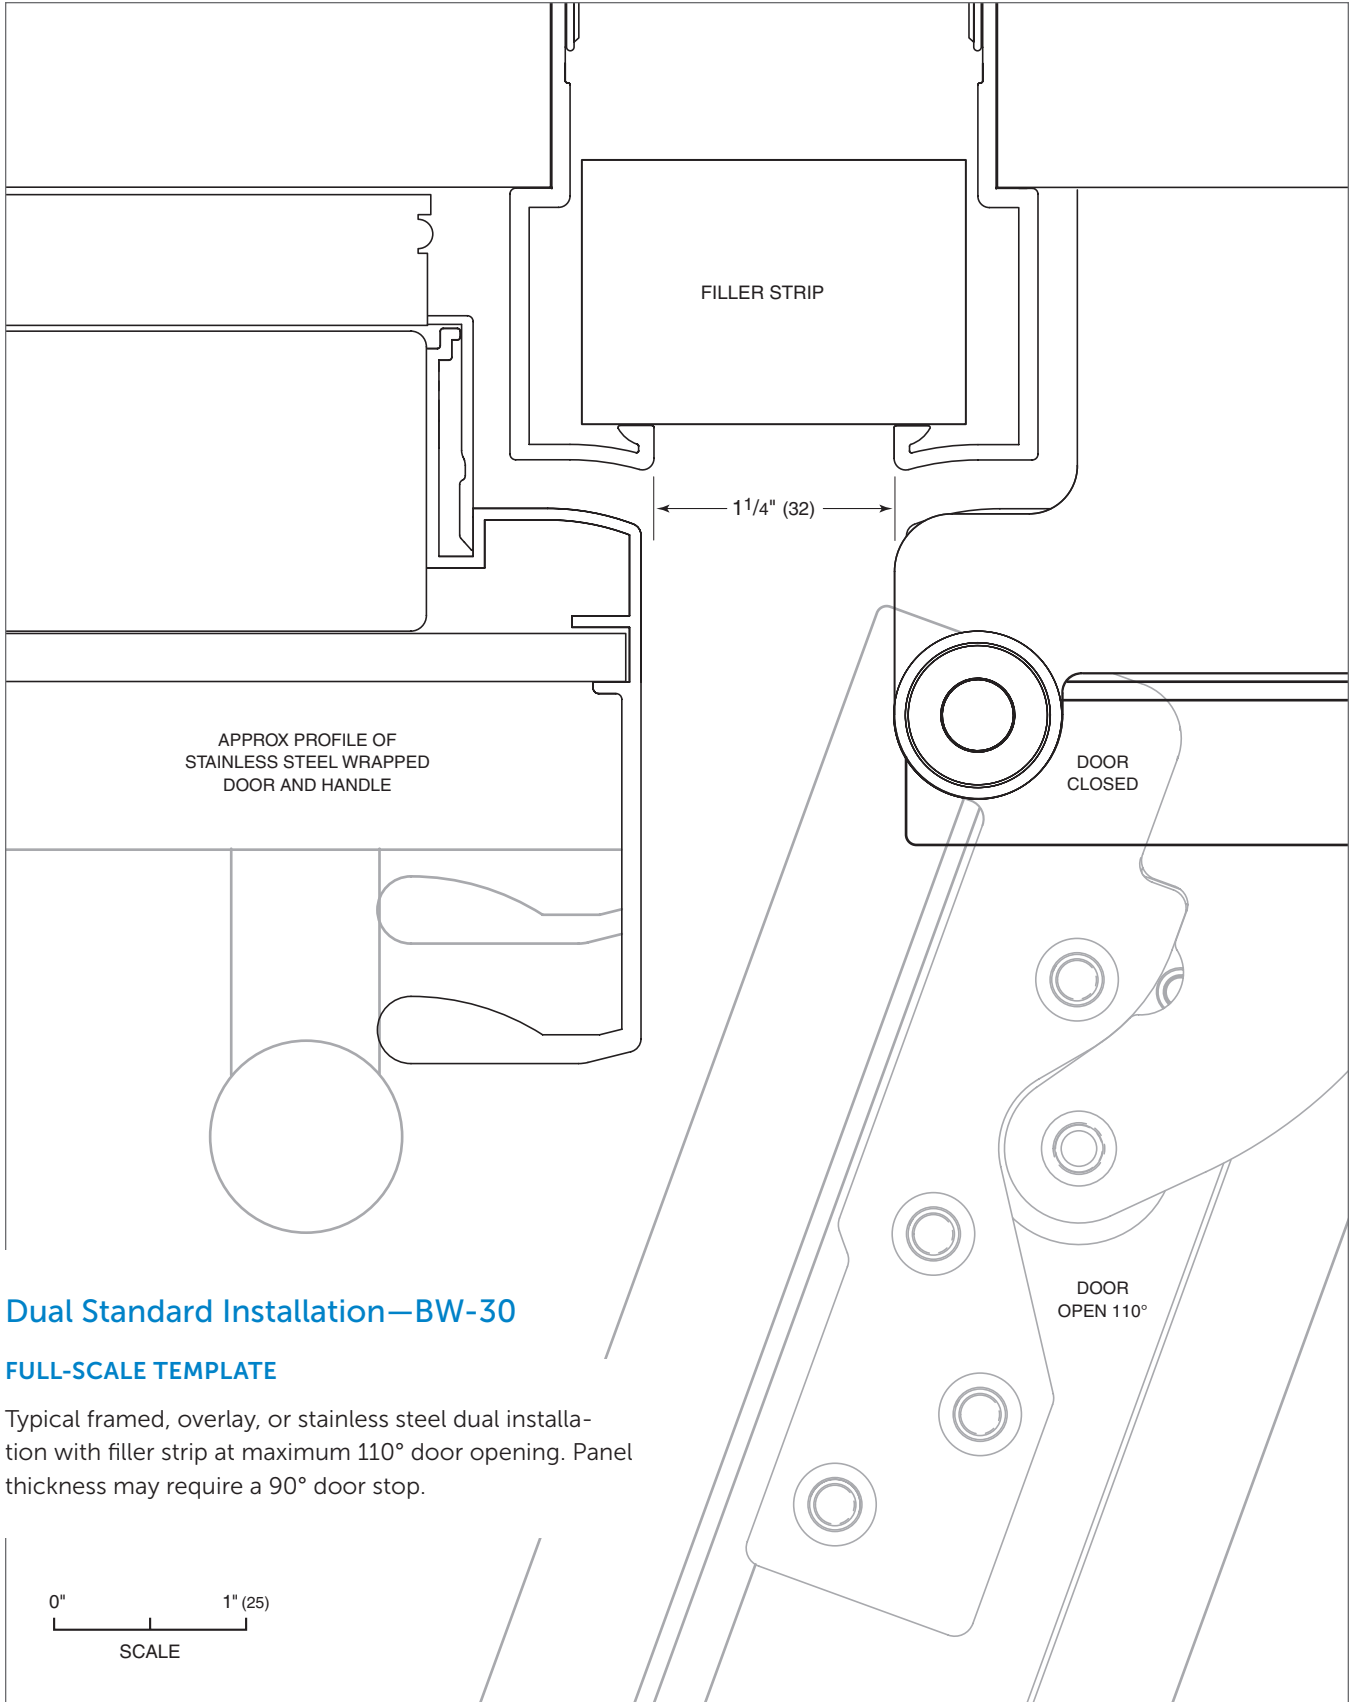 FILLER STRIP
1 1/4" (32)
APPROX PROFILE OF
STAINLESS STEEL WRAPPED
DOOR AND HANDLE
DOOR
CLOSED
DOOR
OPEN 110°
Dual Standard Installation—BW-30
FULL-SCALE TEMPLATE
Typical framed, overlay, or stainless steel dual installa-
tion with filler strip at maximum 110° door opening. Panel
thickness may require a 90° door stop.
0" 1" (25)
SCALE